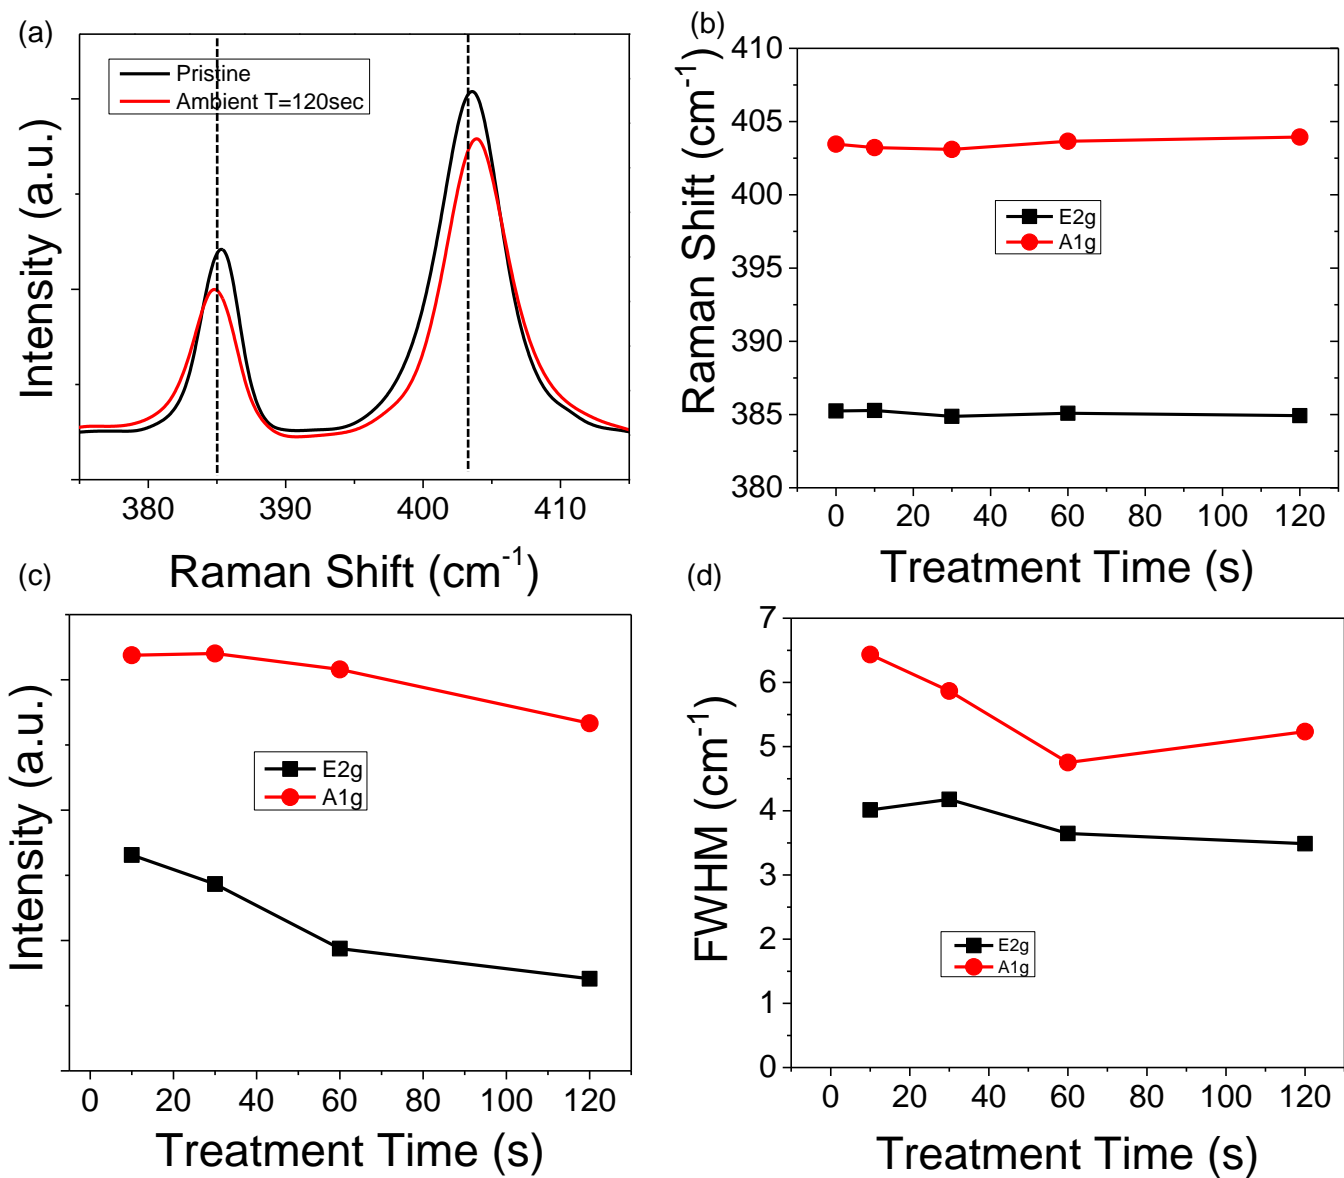 (a)
Pristine
Ambient T=120sec
Intensity (a.u.)
380 390 400 410
Raman Shift (cm⁻¹)
(b)
410
405
400
395
390
385
380
Raman Shift (cm⁻¹)
E2g
A1g
0 20 40 60 80 100 120
Treatment Time (s)
(c)
Intensity (a.u.)
E2g
A1g
0 20 40 60 80 100 120
Treatment Time (s)
(d)
7
6
5
4
3
2
1
0
FWHM (cm⁻¹)
E2g
A1g
0 20 40 60 80 100 120
Treatment Time (s)